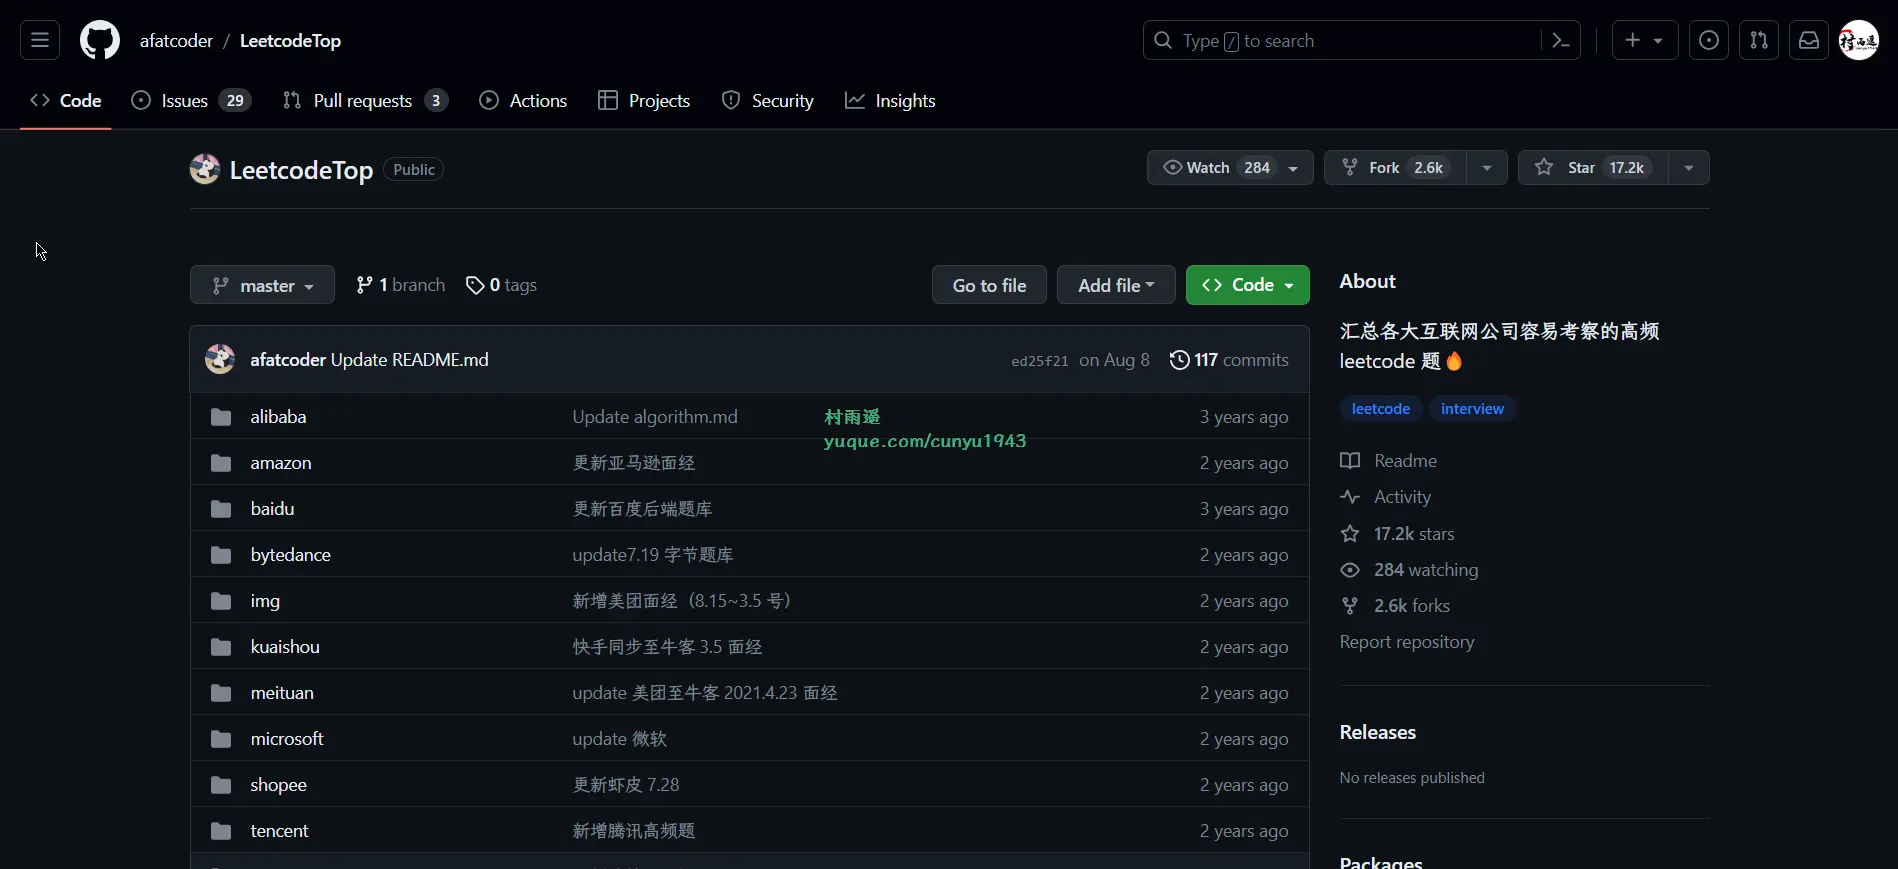 afatcoder / LeetcodeTop
Type / to search
Code
Issues 29
Pull requests 3
Actions
Projects
Security
Insights
LeetcodeTop Public
Watch 284
Fork 2.6k
Star 17.2k
master
1 branch
0 tags
Go to file
Add file
Code
afatcoder Update README.md
ed25f21 on Aug 8
117 commits
alibaba Update algorithm.md 3 years ago
村雨遥
yuque.com/cunyu1943
amazon 更新亚马逊面经 2 years ago
baidu 更新百度后端题库 3 years ago
bytedance update7.19 字节题库 2 years ago
img 新增美团面经（8.15~3.5 号） 2 years ago
kuaishou 快手同步至牛客 3.5 面经 2 years ago
meituan update 美团至牛客 2021.4.23 面经 2 years ago
microsoft update 微软 2 years ago
shopee 更新虾皮 7.28 2 years ago
tencent 新增腾讯高频题 2 years ago
About
汇总各大互联网公司容易考察的高频
leetcode 题🔥
leetcode interview
Readme
Activity
17.2k stars
284 watching
2.6k forks
Report repository
Releases
No releases published
Packages